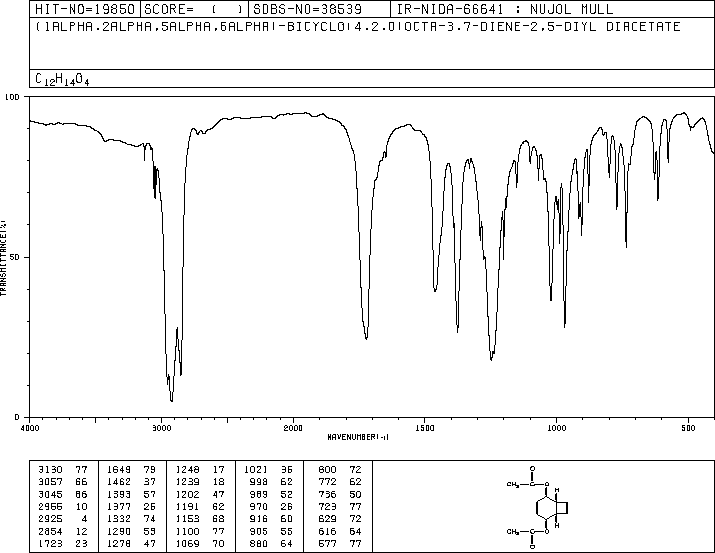 HIT-NO=19850 SCORE= ( ) SDBS-NO=38539 IR-NIDA-66641 : NUJOL MULL
(1ALPHA,2ALPHA,5ALPHA,6ALPHA)-BICYCLO(4.2.0)OCTA-3,7-DIENE-2,5-DIYL DIACETATE
C12H14O4
100
50
0
TRANSMITTANCE(%)
4000 3000 2000 1500 1000 500
WAVENUMBER(-1)
3130 77 1649 79 1248 17 1021 35 800 72
3057 66 1462 37 1239 18 998 62 772 62
3045 66 1393 57 1202 47 989 52 736 50
2955 10 1377 26 1191 62 970 26 723 77
2925 4 1332 74 1153 68 916 60 629 72
2854 12 1290 53 1100 77 905 55 616 64
1723 23 1278 47 1069 70 880 64 577 77
O
CH3 C O
H
H
CH3 C O
O